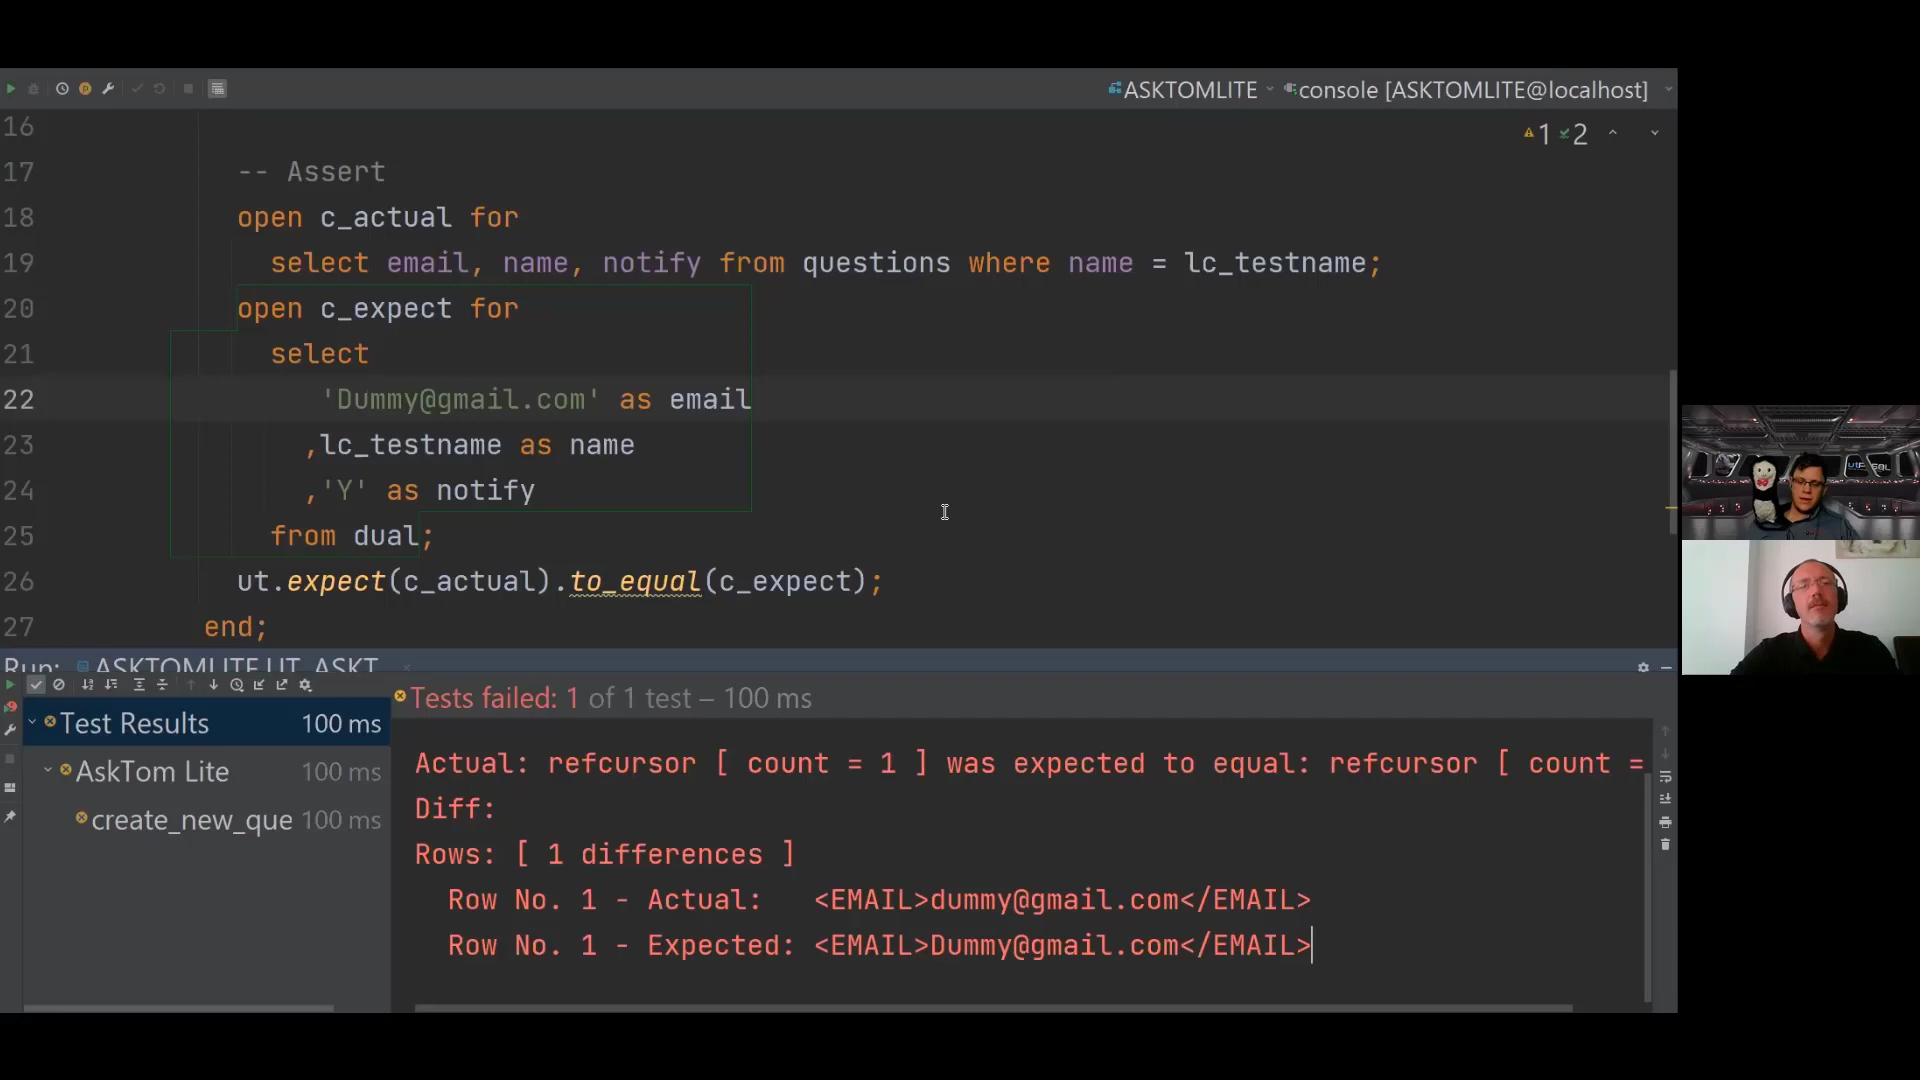 ASKTOMLITE console [ASKTOMLITE@localhost]
1 2
16
17 -- Assert
18 open c_actual for
19 select email, name, notify from questions where name = lc_testname;
20 open c_expect for
21 select
22 'Dummy@gmail.com' as email
23 ,lc_testname as name
24 ,'Y' as notify
25 from dual;
26 ut.expect(c_actual).to_equal(c_expect);
27 end;
Run: ASKTOMLITE.UT_ASKT
Tests failed: 1 of 1 test – 100 ms
Test Results 100 ms
AskTom Lite 100 ms
create_new_que 100 ms
Actual: refcursor [ count = 1 ] was expected to equal: refcursor [ count =
Diff:
Rows: [ 1 differences ]
Row No. 1 - Actual: <EMAIL>dummy@gmail.com</EMAIL>
Row No. 1 - Expected: <EMAIL>Dummy@gmail.com</EMAIL>